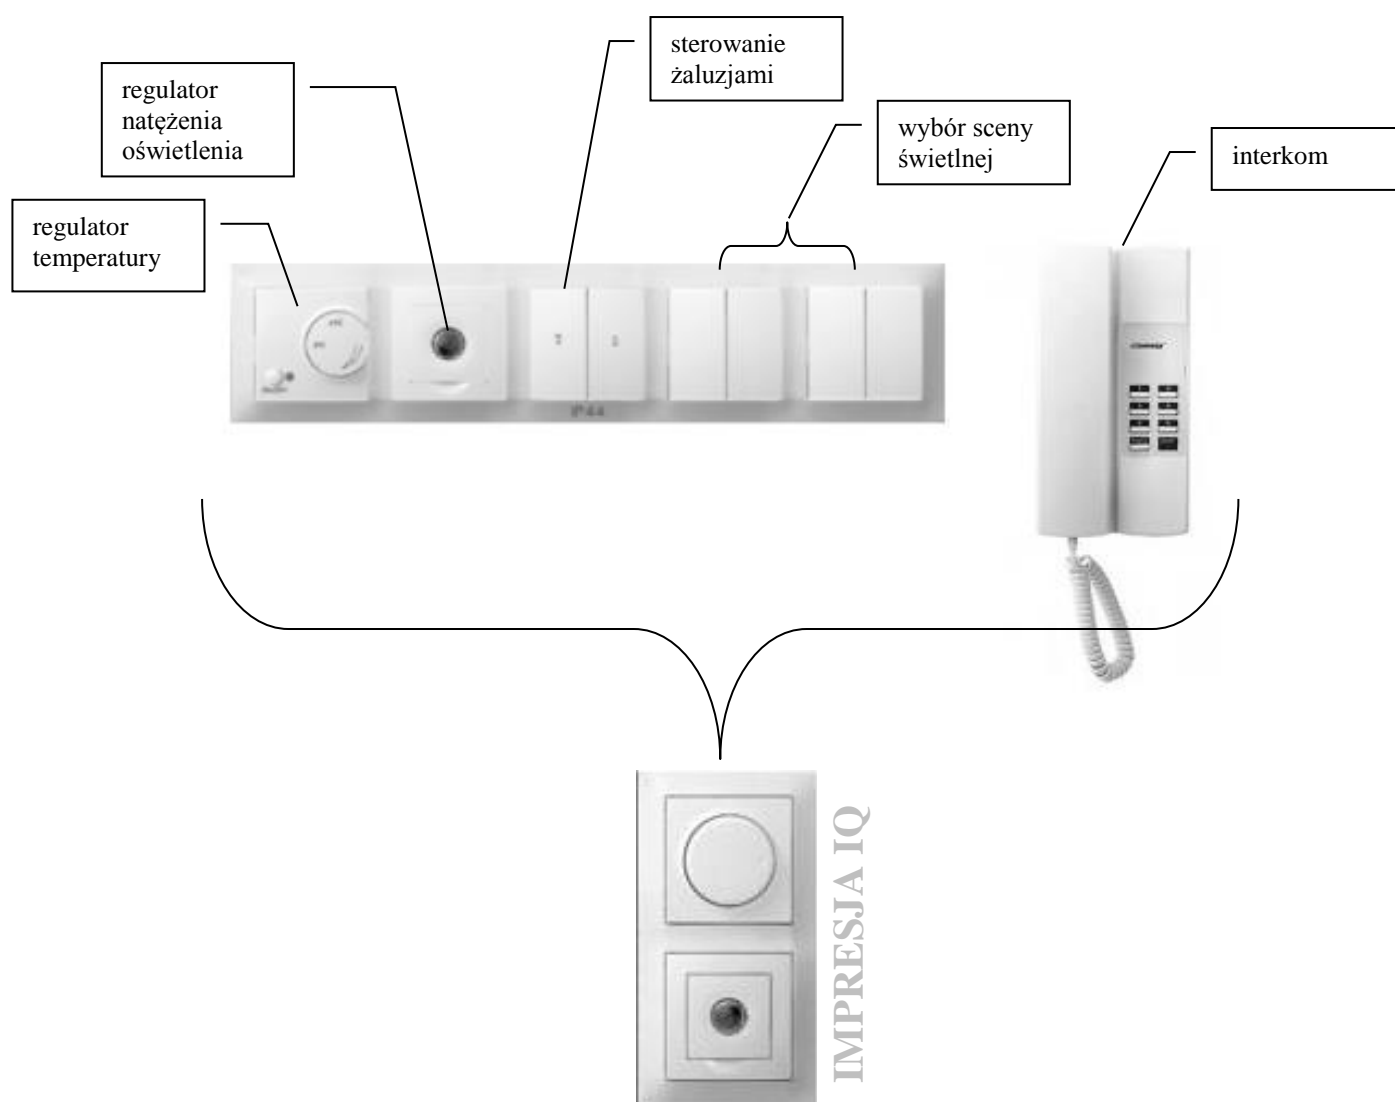 sterowanie
żaluzjami
regulator
natężenia
oświetlenia
wybór sceny
świetlnej
interkom
regulator
temperatury
IP44
IMPRESJA IQ